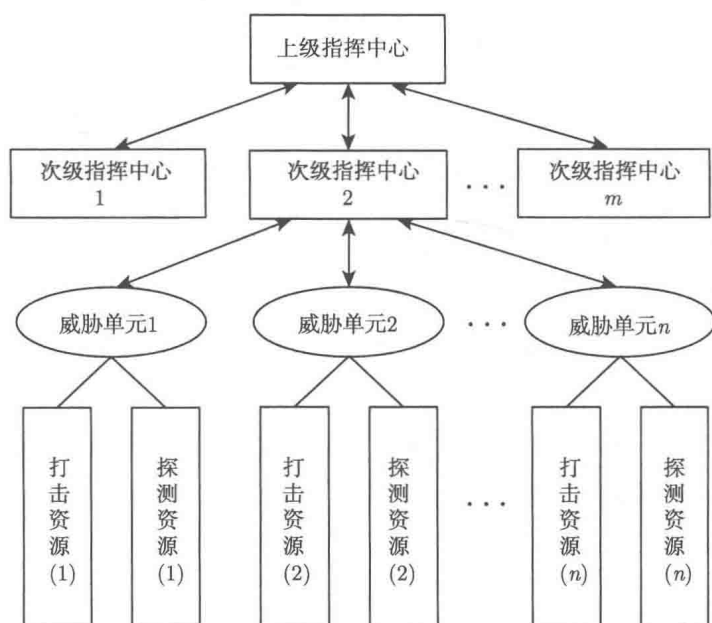 上级指挥中心
次级指挥中心
1
次级指挥中心
2
···
次级指挥中心
m
威胁单元1
威胁单元2
···
威胁单元n
打击资源(1)
探测资源(1)
打击资源(2)
探测资源(2)
···
打击资源(n)
探测资源(n)